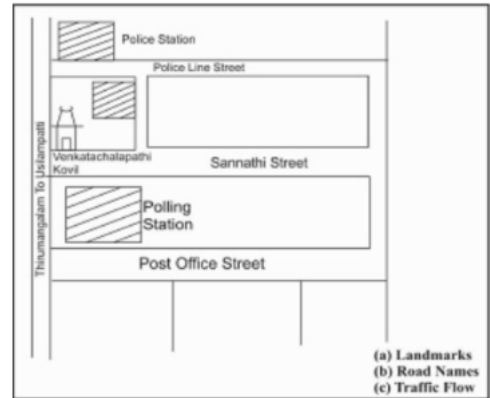 Police Station
Police Line Street
Venkatachalapathi
Kovil
Sannathi Street
Thirumangalam To Usilampatti
Polling
Station
Post Office Street
(a) Landmarks
(b) Road Names
(c) Traffic Flow